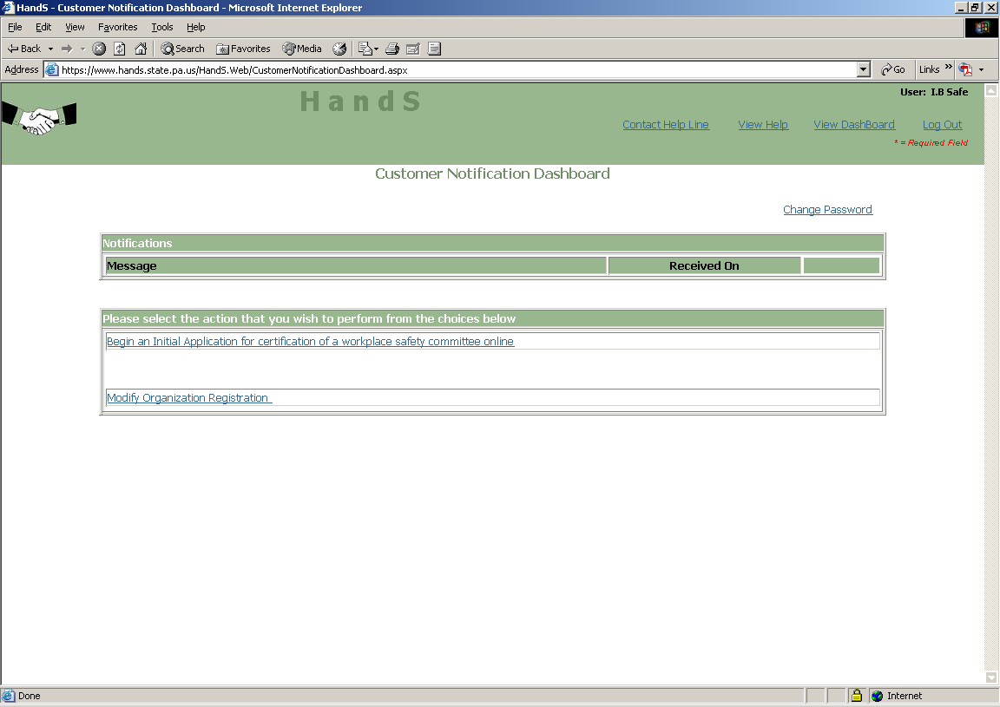 HandS - Customer Notification Dashboard - Microsoft Internet Explorer
File Edit View Favorites Tools Help
Back Search Favorites Media
Address https://www.hands.state.pa.us/HandS.Web/CustomerNotificationDashboard.aspx Go Links »
HandS
User: I.B Safe
Contact Help Line View Help View DashBoard Log Out
* = Required Field
Customer Notification Dashboard
Change Password
Notifications
Message Received On
Please select the action that you wish to perform from the choices below
Begin an Initial Application for certification of a workplace safety committee online
Modify Organization Registration
Done Internet